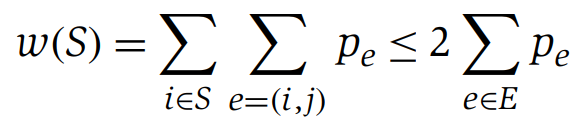 w(S) = ∑_{i∈S} ∑_{e=(i,j)} p_e ≤ 2 ∑_{e∈E} p_e